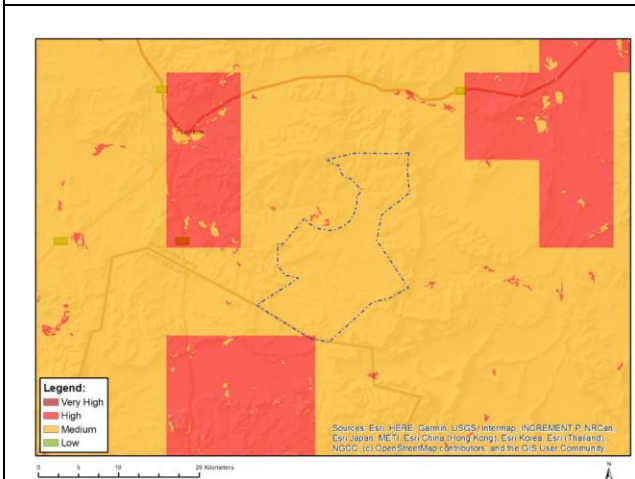 Legend:
Very High
High
Medium
Low
Sources: Esri, HERE, Garmin, USGS, Intermap, INCREMENT P, NRCan,
Esri Japan, METI, Esri China (Hong Kong), Esri Korea, Esri (Thailand),
NGCC, (c) OpenStreetMap contributors, and the GIS User Community
0 5 10 20 Kilometers
N